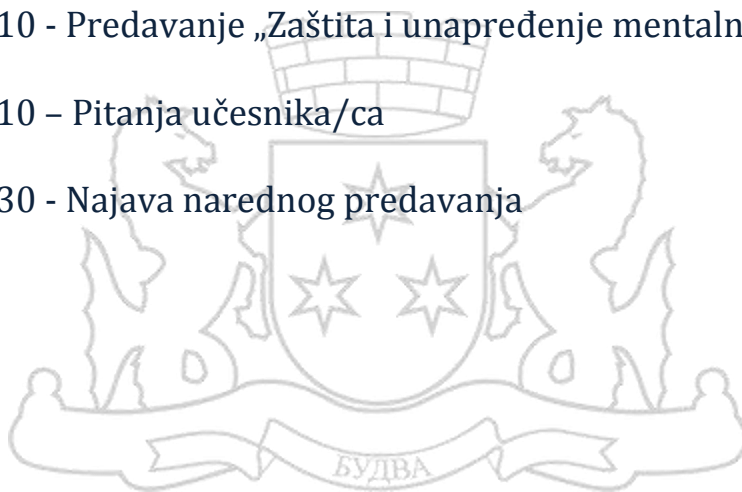 10 - Predavanje „Zaštita i unapređenje mentaln
10 – Pitanja učesnika/ca
30 - Najava narednog predavanja
БУДВА